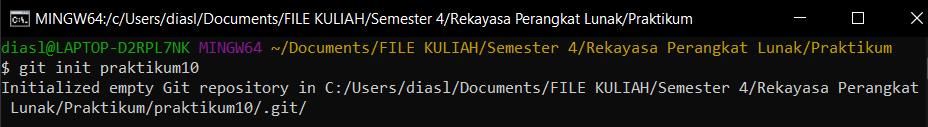 MINGW64:/c/Users/diasl/Documents/FILE KULIAH/Semester 4/Rekayasa Perangkat Lunak/Praktikum
diasl@LAPTOP-D2RPL7NK MINGW64 ~/Documents/FILE KULIAH/Semester 4/Rekayasa Perangkat Lunak/Praktikum
$ git init praktikum10
Initialized empty Git repository in C:/Users/diasl/Documents/FILE KULIAH/Semester 4/Rekayasa Perangkat
Lunak/Praktikum/praktikum10/.git/